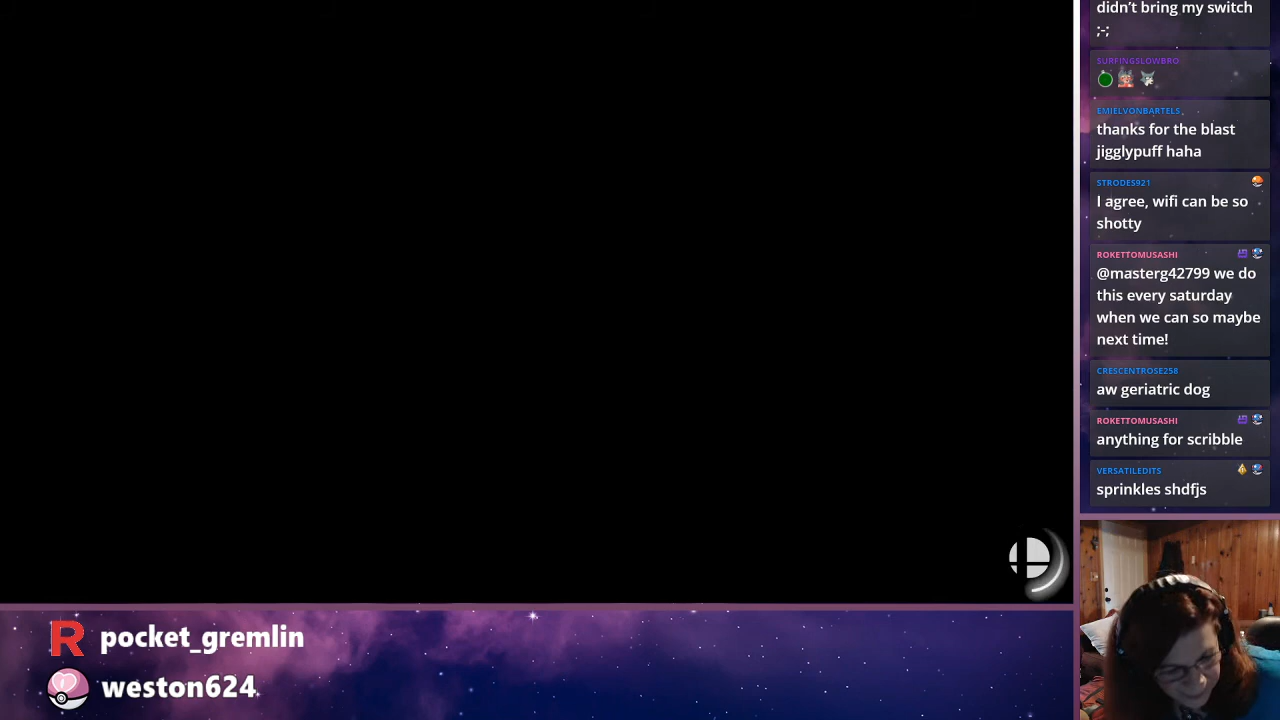 didn't bring my switch
;-;
SURFINGSLOWBRO
EMIELVONBARTELS_
thanks for the blast
jigglypuff haha
STRODES921
I agree, wifi can be so
shotty
ROKETTOMUSASHI
@masterg42799 we do
this every saturday
when we can so maybe
next time!
CRESCENTROSE258
aw geriatric dog
ROKETTOMUSASHI
anything for scribble
VERSATILEDITS
sprinkles shdfjs
R pocket_gremlin
weston624